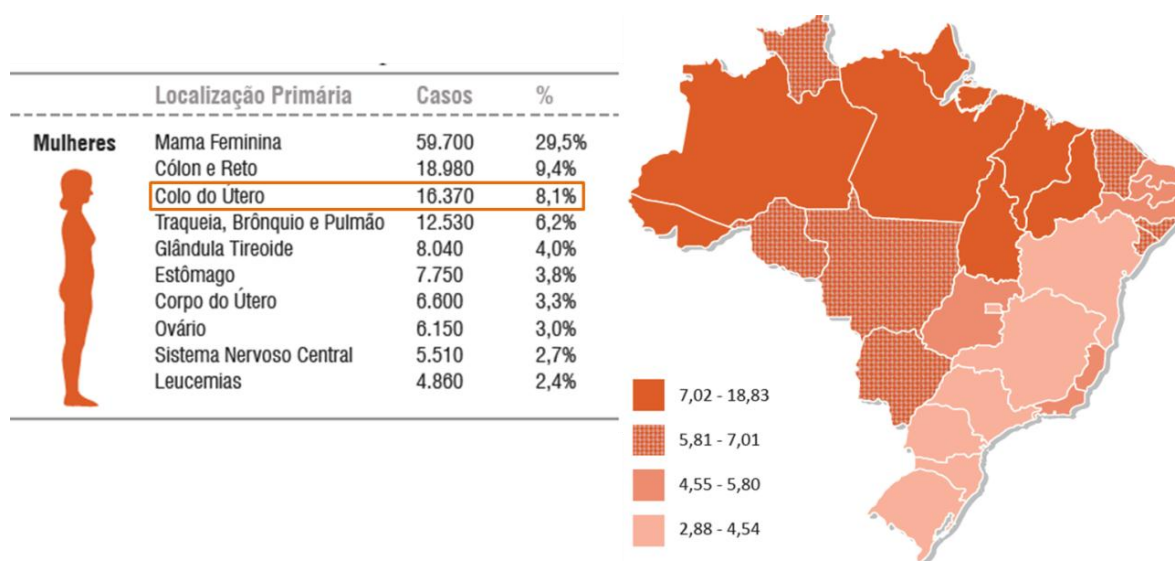 Localização Primária Casos %
Mulheres Mama Feminina 59.700 29,5%
Cólon e Reto 18.980 9,4%
Colo do Útero 16.370 8,1%
Traqueia, Brônquio e Pulmão 12.530 6,2%
Glândula Tireoide 8.040 4,0%
Estômago 7.750 3,8%
Corpo do Útero 6.600 3,3%
Ovário 6.150 3,0%
Sistema Nervoso Central 5.510 2,7%
Leucemias 4.860 2,4%
7,02 - 18,83
5,81 - 7,01
4,55 - 5,80
2,88 - 4,54